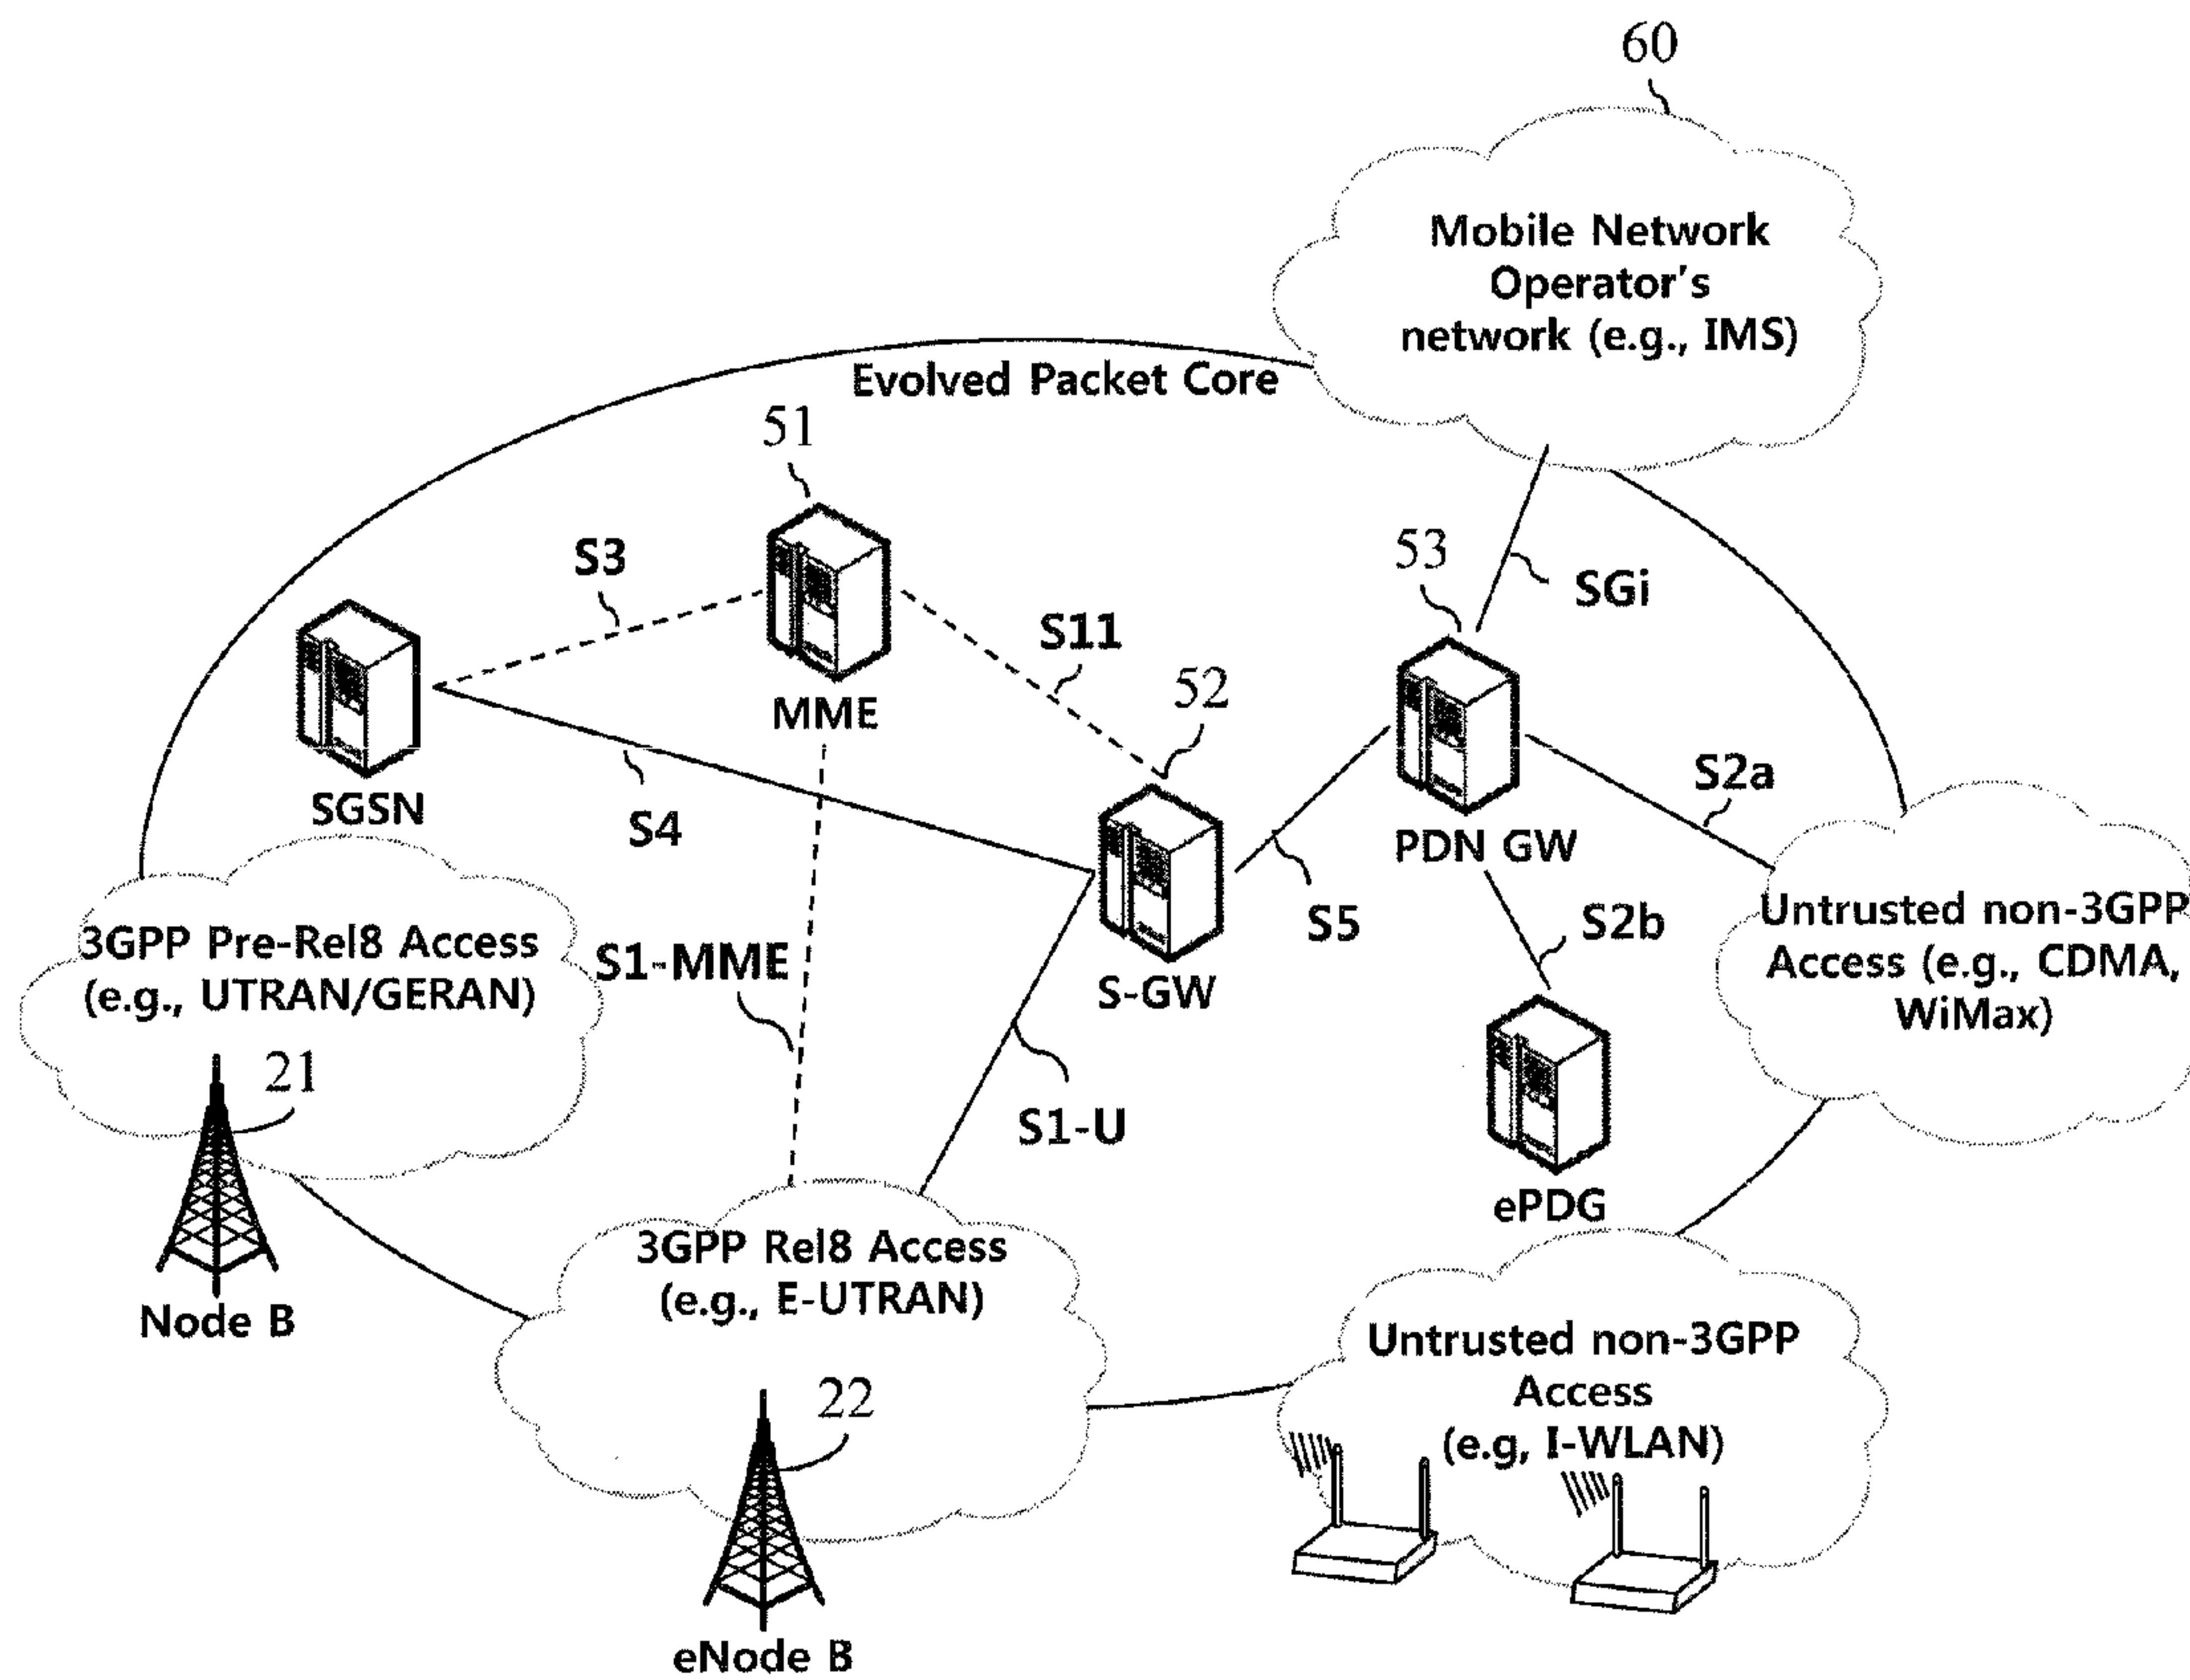 60
Mobile Network
Operator's
network (e.g., IMS)
Evolved Packet Core
51
53
S3
SGi
S11
52
MME
S2a
SGSN
S4
PDN GW
Untrusted non-3GPP
Access (e.g., CDMA,
WiMax)
S5
S2b
3GPP Pre-Rel8 Access
(e.g., UTRAN/GERAN)
S1-MME
S-GW
21
S1-U
ePDG
3GPP Rel8 Access
(e.g., E-UTRAN)
Node B
Untrusted non-3GPP
Access
(e.g, I-WLAN)
22
eNode B